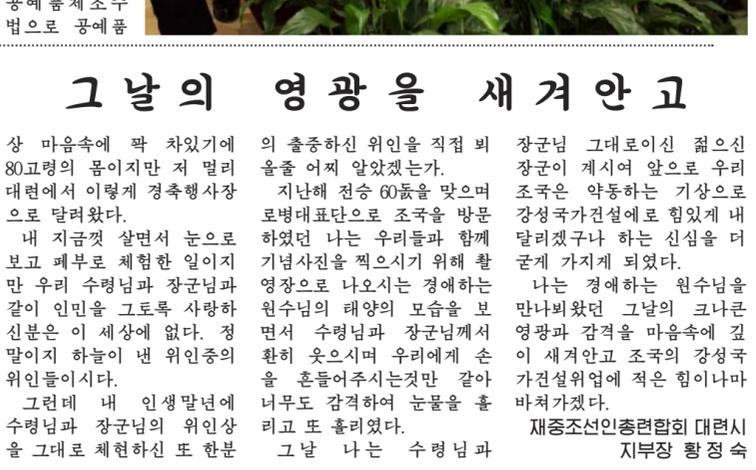 공예품제조수
법으로 공예품
그날의 영광을 새겨안고
상 마음속에 꽉 차있기에
80고령의 몸이지만 저 멀리
대련에서 이렇게 경축행사장
으로 달려왔다.
내 지금껏 살면서 눈으로
보고 페부로 체험한 일이지
만 우리 수령님과 장군님과
같이 인민을 그토록 사랑하
신분은 이 세상에 없다. 정
말이지 하늘이 낸 위인중의
위인들이시다.
그런데 내 인생말년에
수령님과 장군님의 위인상
을 그대로 체현하신 또 한분
의 출중하신 위인을 직접 뵈
올줄 어찌 알았겠는가.
지난해 전승 60돐을 맞으며
로병대표단으로 조국을 방문
하였던 나는 우리들과 함께
기념사진을 찍으시기 위해 촬
영장으로 나오시는 경애하는
원수님의 태양의 모습을 보
면서 수령님과 장군님께서
환히 웃으시며 우리에게 손
을 흔들어주시는것만 같아
너무도 감격하여 눈물을 흘
리고 또 흘리였다.
그날 나는 수령님과
장군님 그대로이신 젊으신
장군이 계시여 앞으로 우리
조국은 약동하는 기상으로
강성국가건설에로 힘있게 내
달리겠구나 하는 신심을 더
굳게 가지게 되였다.
나는 경애하는 원수님을
만나뵈왔던 그날의 크나큰
영광과 감격을 마음속에 깊
이 새겨안고 조국의 강성국
가건설위업에 적은 힘이나마
바쳐가겠다.
재중조선인총련합회 대련시
지부장 황정숙